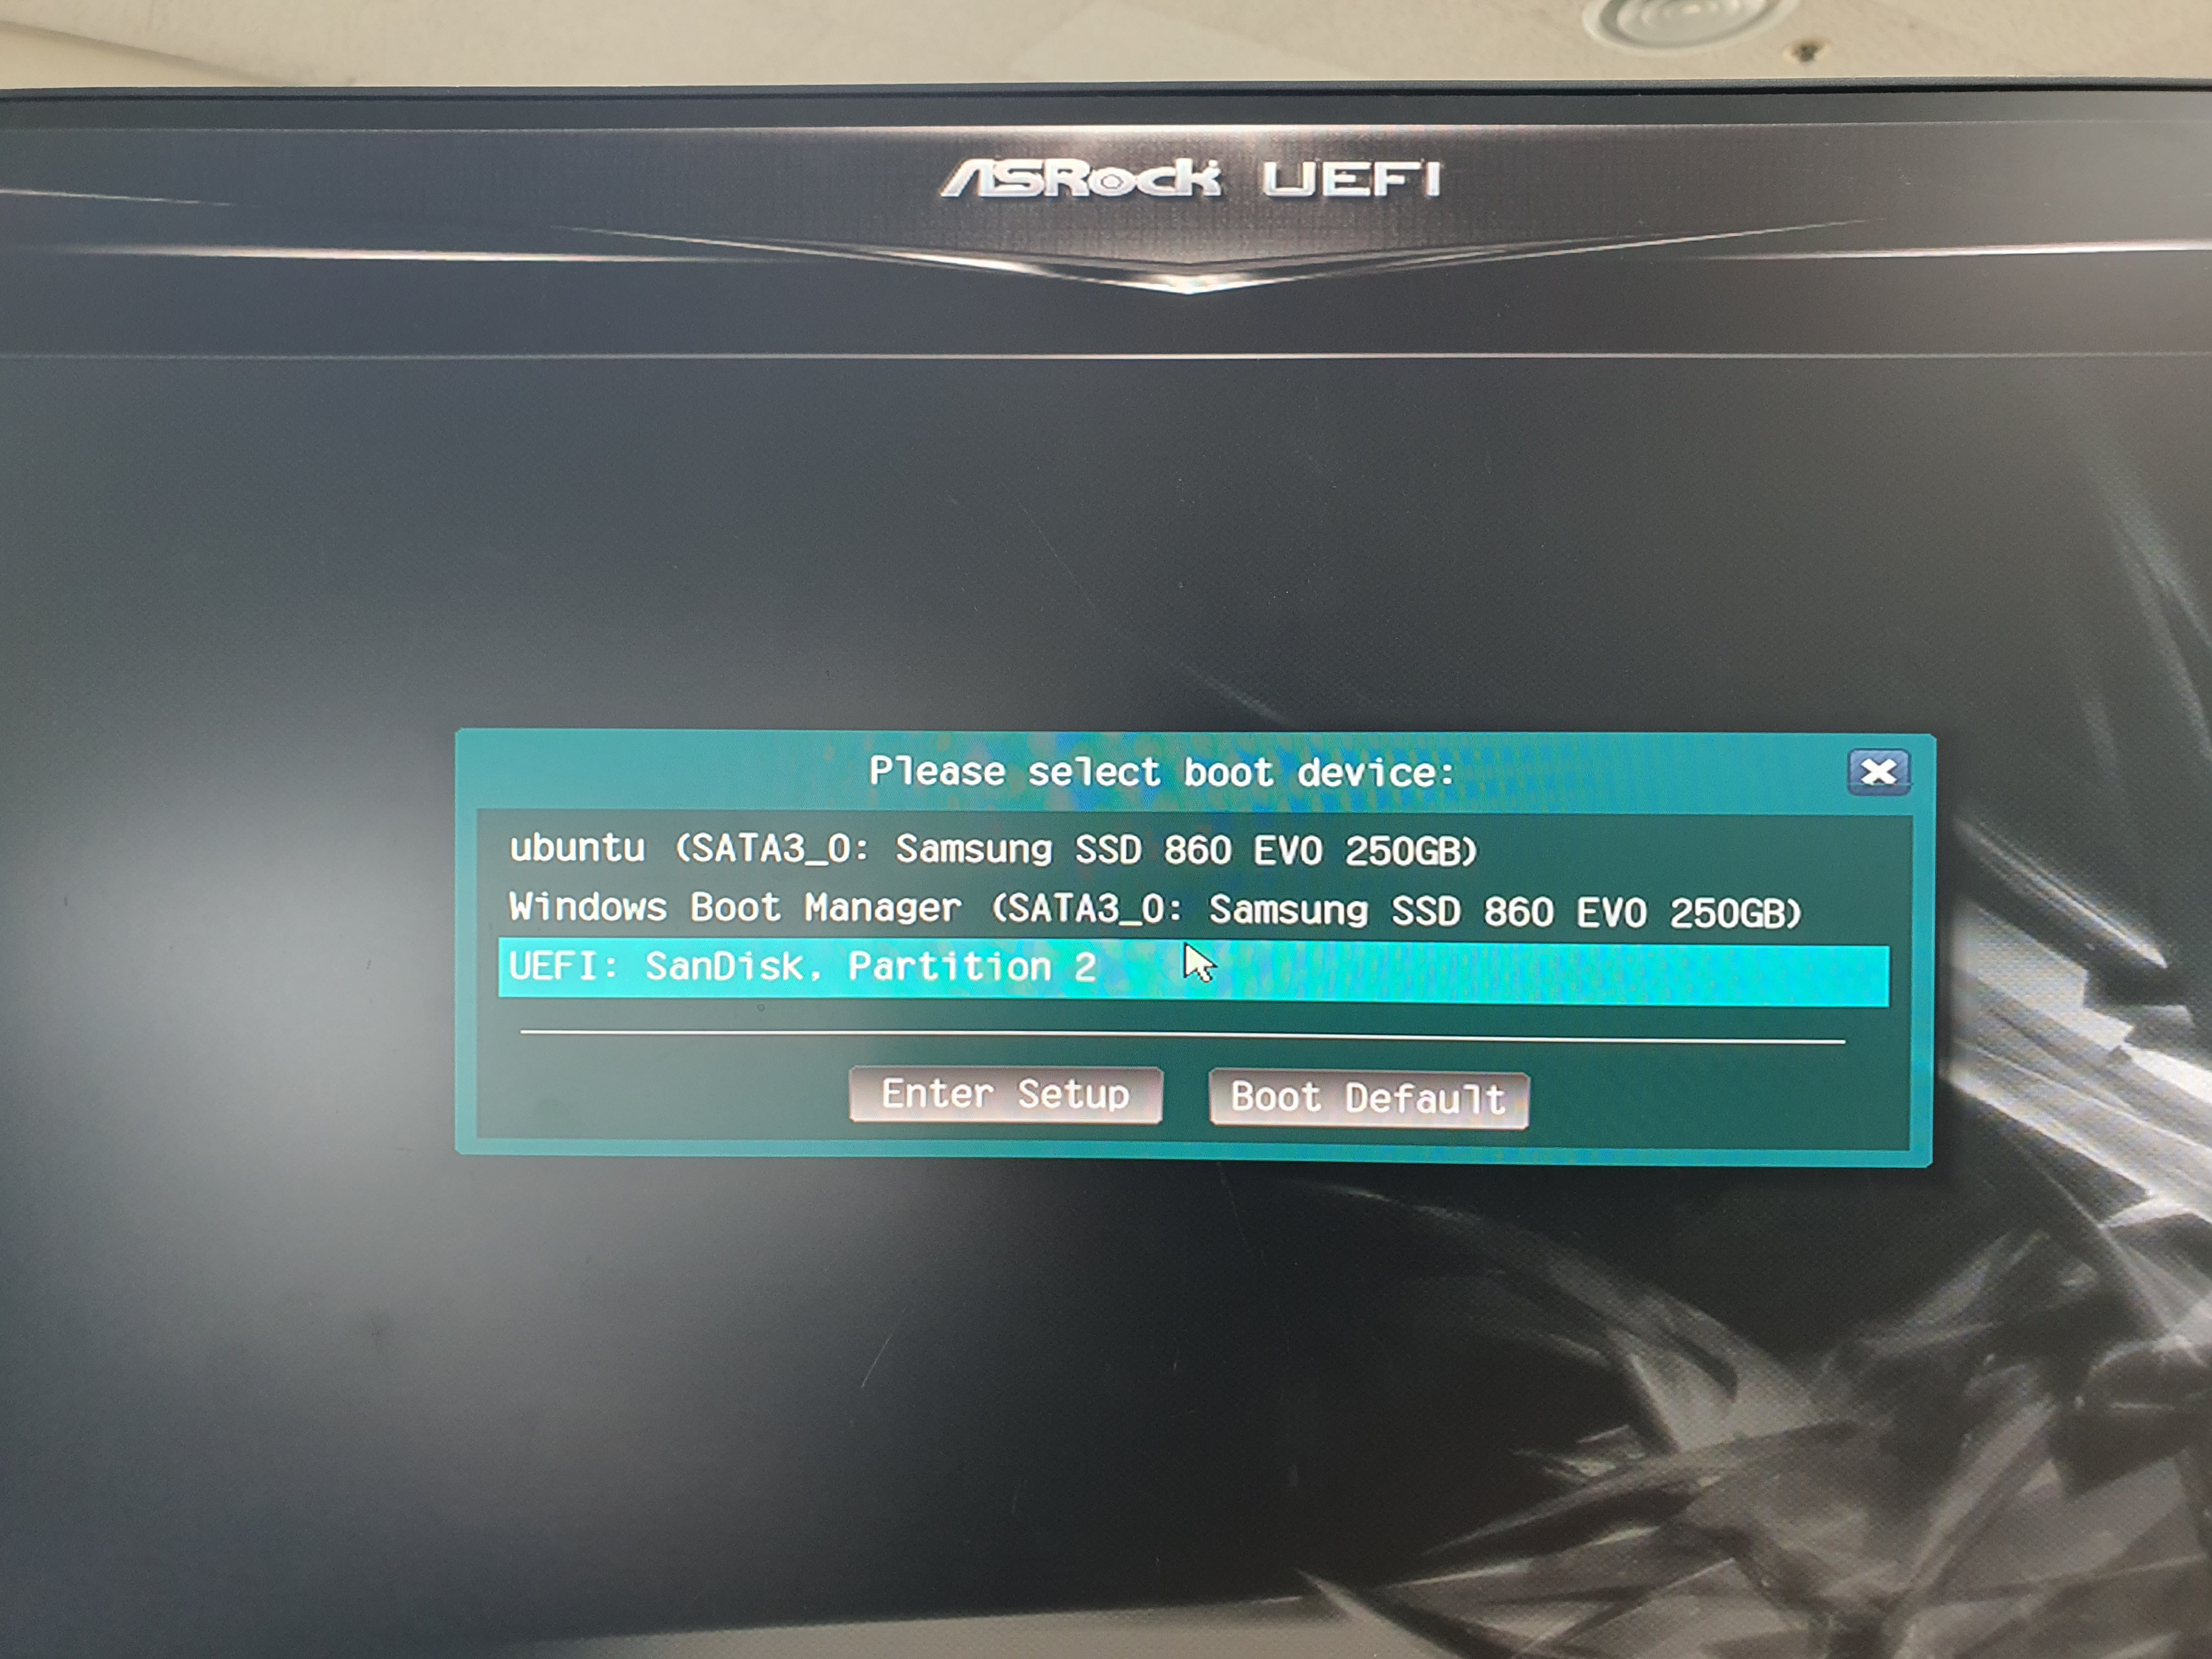 ASRock UEFI
Please select boot device:
ubuntu (SATA3_0: Samsung SSD 860 EVO 250GB)
Windows Boot Manager (SATA3_0: Samsung SSD 860 EVO 250GB)
UEFI: SanDisk, Partition 2
Enter Setup
Boot Default